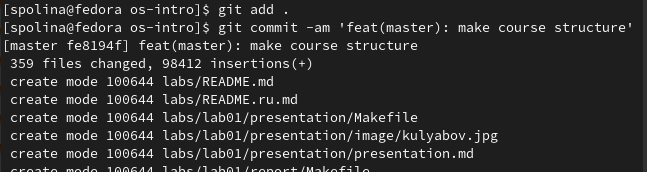 [spolina@fedora os-intro]$ git add .
[spolina@fedora os-intro]$ git commit -am 'feat(master): make course structure'
[master fe8194f] feat(master): make course structure
 359 files changed, 98412 insertions(+)
 create mode 100644 labs/README.md
 create mode 100644 labs/README.ru.md
 create mode 100644 labs/lab01/presentation/Makefile
 create mode 100644 labs/lab01/presentation/image/kulyabov.jpg
 create mode 100644 labs/lab01/presentation/presentation.md
 create mode 100644 labs/lab01/report/Makefile